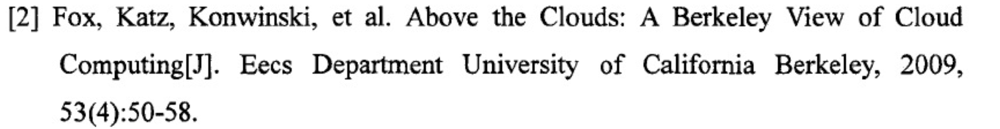 [2] Fox, Katz, Konwinski, et al. Above the Clouds: A Berkeley View of Cloud
Computing[J]. Eecs Department University of California Berkeley, 2009,
53(4):50-58.